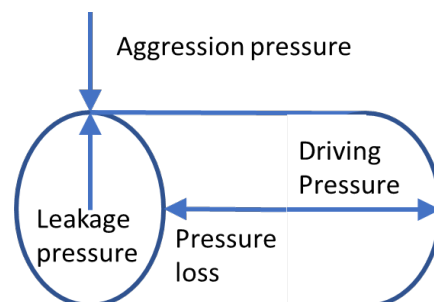 Aggression pressure
Driving
Pressure
Leakage
pressure
Pressure
loss